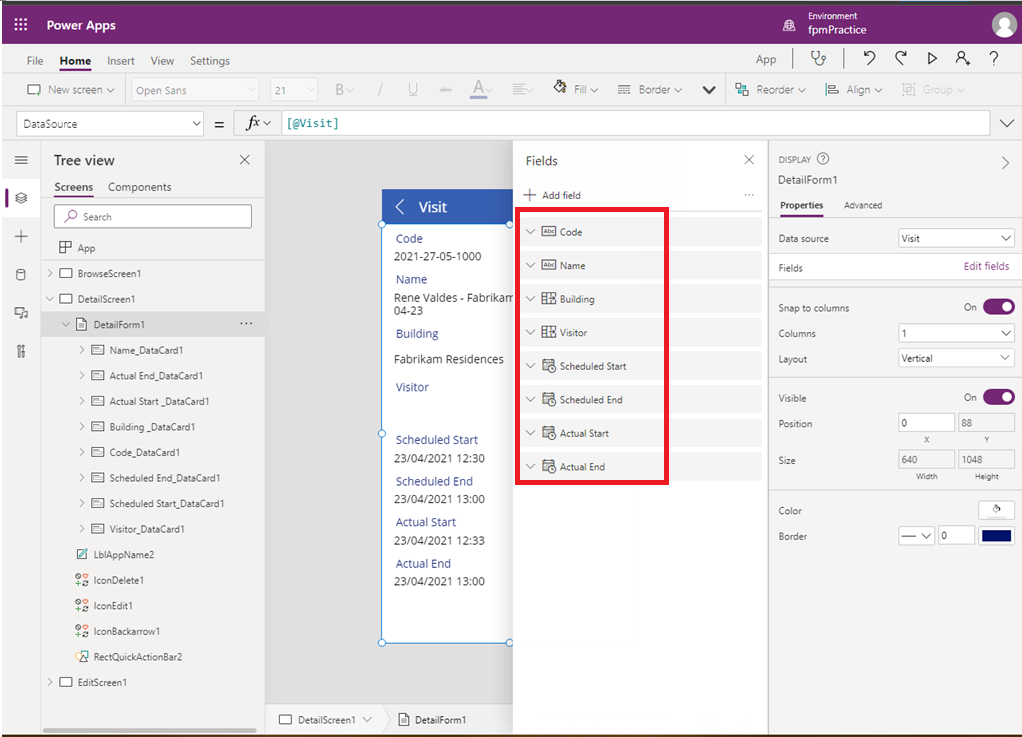 Power Apps
Environment
fpmPractice
File Home Insert View Settings App ?
New screen Open Sans 21 B / U abc A Fill Border Reorder Align Group
DataSource = fx [@Visit]
Tree view
Screens Components
Search
App
BrowseScreen1
DetailScreen1
DetailForm1 ...
Name_DataCard1
Actual End_DataCard1
Actual Start _DataCard1
Building _DataCard1
Code_DataCard1
Scheduled End_DataCard1
Scheduled Start_DataCard1
Visitor_DataCard1
LblAppName2
IconDelete1
IconEdit1
IconBackarrow1
RectQuickActionBar2
EditScreen1
Visit
Code
2021-27-05-1000
Name
Rene Valdes - Fabrikam
04-23
Building
Fabrikam Residences
Visitor
Scheduled Start
23/04/2021 12:30
Scheduled End
23/04/2021 13:00
Actual Start
23/04/2021 12:33
Actual End
23/04/2021 13:00
DetailScreen1 DetailForm1
Fields
Add field ...
Abc Code
Abc Name
Building
Visitor
Scheduled Start
Scheduled End
Actual Start
Actual End
DISPLAY ?
DetailForm1
Properties Advanced
Data source Visit
Fields Edit fields
Snap to columns On
Columns 1
Layout Vertical
Visible On
Position 0 88
X Y
Size 640 1048
Width Height
Color
Border 0